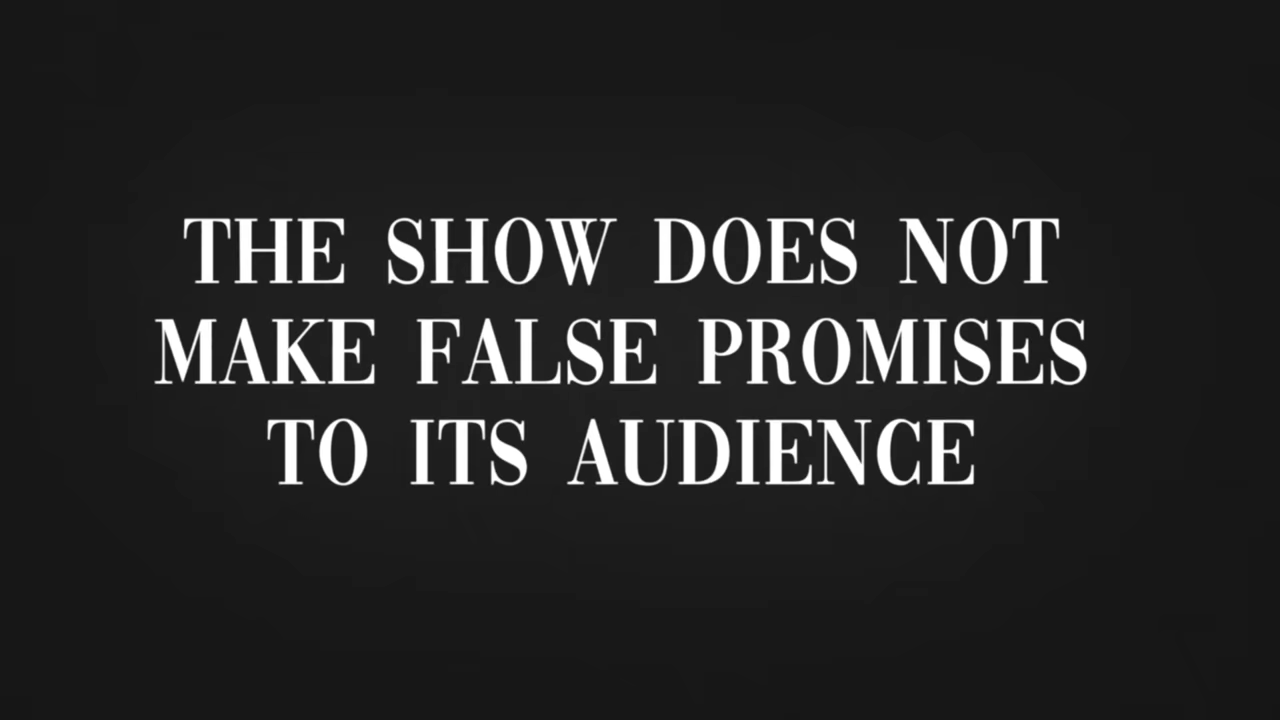 THE SHOW DOES NOT
MAKE FALSE PROMISES
TO ITS AUDIENCE